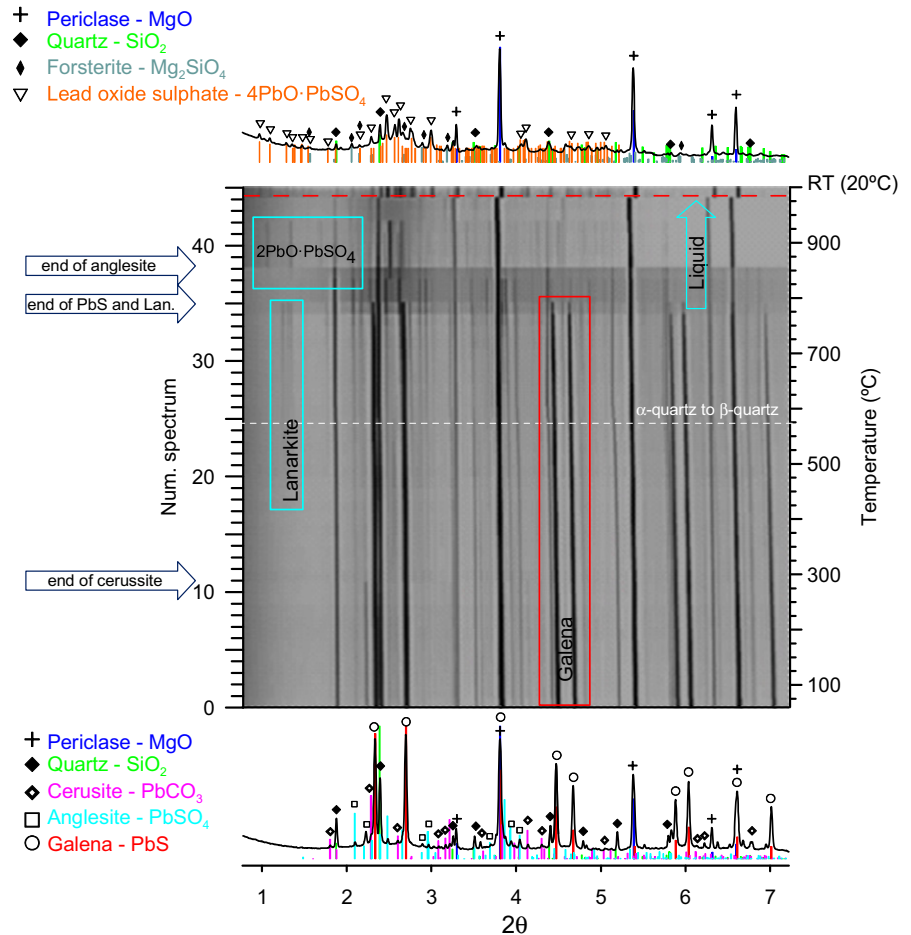 Periclase - MgO
Quartz - SiO₂
Forsterite - Mg₂SiO₄
Lead oxide sulphate - 4PbO·PbSO₄
RT (20ºC)
40
900
2PbO·PbSO₄
Liquid
end of anglesite
end of PbS and Lan.
30
700
α-quartz to β-quartz
Num. spectrum
Lanarkite
Temperature (ºC)
20
500
end of cerussite
10
300
Galena
100
0
Periclase - MgO
Quartz - SiO₂
Cerusite - PbCO₃
Anglesite - PbSO₄
Galena - PbS
1 2 3 4 5 6 7
2θ